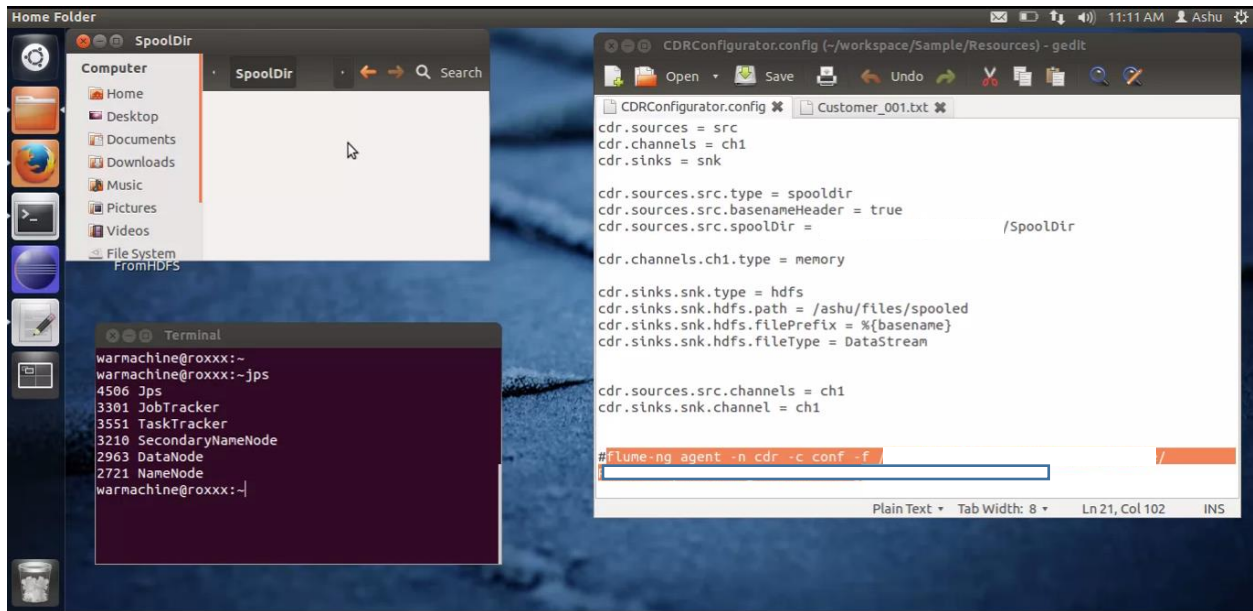 Home Folder
11:11 AM Ashu
SpoolDir
Computer
SpoolDir
Search
Home
Desktop
Documents
Downloads
Music
Pictures
Videos
File System
FromHDFS
Terminal
warmachine@roxxx:~
warmachine@roxxx:~jps
4506 Jps
3301 JobTracker
3551 TaskTracker
3210 SecondaryNameNode
2963 DataNode
2721 NameNode
warmachine@roxxx:~
CDRConfigurator.config (~/workspace/Sample/Resources) - gedit
Open Save Undo
CDRConfigurator.config Customer_001.txt
cdr.sources = src
cdr.channels = ch1
cdr.sinks = snk
cdr.sources.src.type = spooldir
cdr.sources.src.basenameHeader = true
cdr.sources.src.spoolDir = /SpoolDir
cdr.channels.ch1.type = memory
cdr.sinks.snk.type = hdfs
cdr.sinks.snk.hdfs.path = /ashu/files/spooled
cdr.sinks.snk.hdfs.filePrefix = %{basename}
cdr.sinks.snk.hdfs.fileType = DataStream
cdr.sources.src.channels = ch1
cdr.sinks.snk.channel = ch1
#flume-ng agent -n cdr -c conf -f / /
Plain Text Tab Width: 8 Ln 21, Col 102 INS